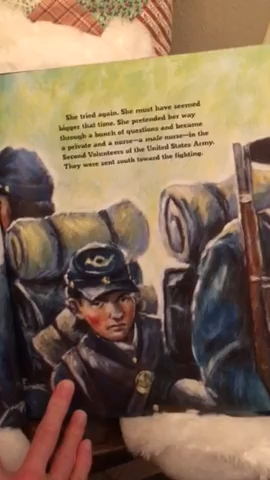 She tried again. She must have seemed
bigger that time. She pretended her way
through a bunch of questions and became
a private and a nurse—a male nurse—in the
Second Volunteers of the United States Army.
They were sent south toward the fighting.